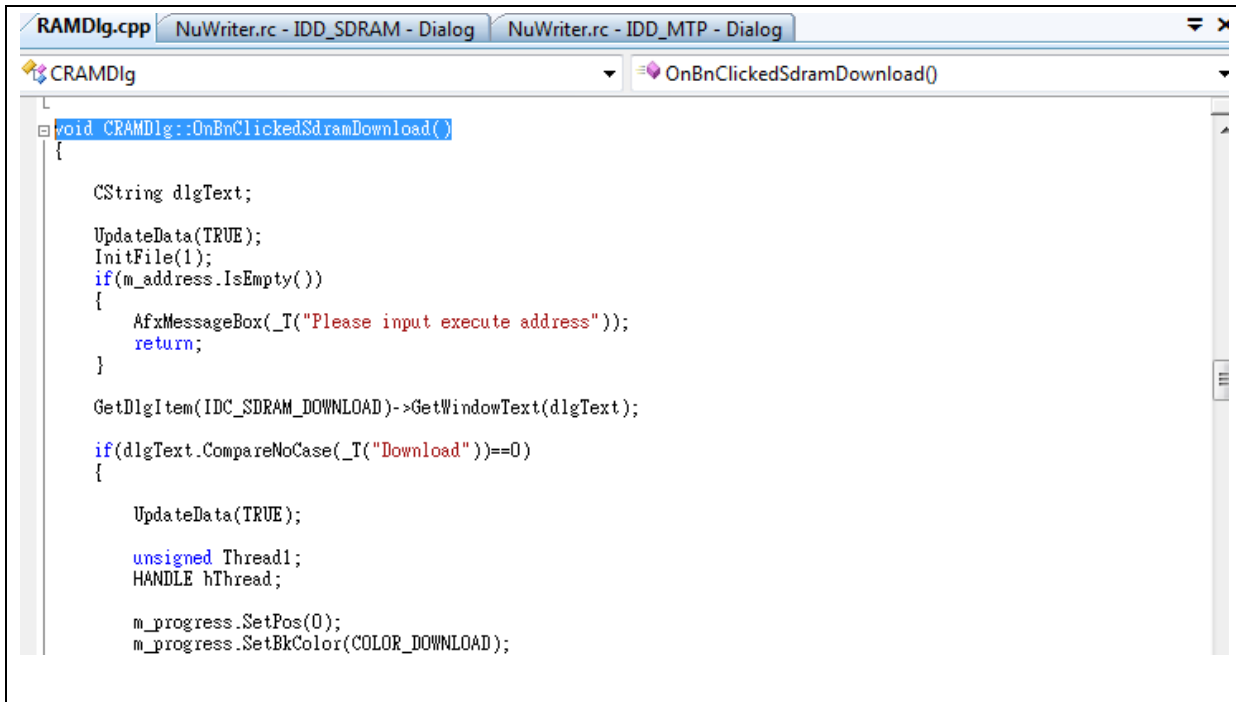 RAMDlg.cpp NuWriter.rc - IDD_SDRAM - Dialog NuWriter.rc - IDD_MTP - Dialog
CRAMDlg OnBnClickedSdramDownload()
void CRAMDlg::OnBnClickedSdramDownload()
{
CString dlgText;
UpdateData(TRUE);
InitFile(1);
if(m_address.IsEmpty())
{
AfxMessageBox(_T("Please input execute address"));
return;
}
GetDlgItem(IDC_SDRAM_DOWNLOAD)->GetWindowText(dlgText);
if(dlgText.CompareNoCase(_T("Download"))==0)
{
UpdateData(TRUE);
unsigned Thread1;
HANDLE hThread;
m_progress.SetPos(0);
m_progress.SetBkColor(COLOR_DOWNLOAD);